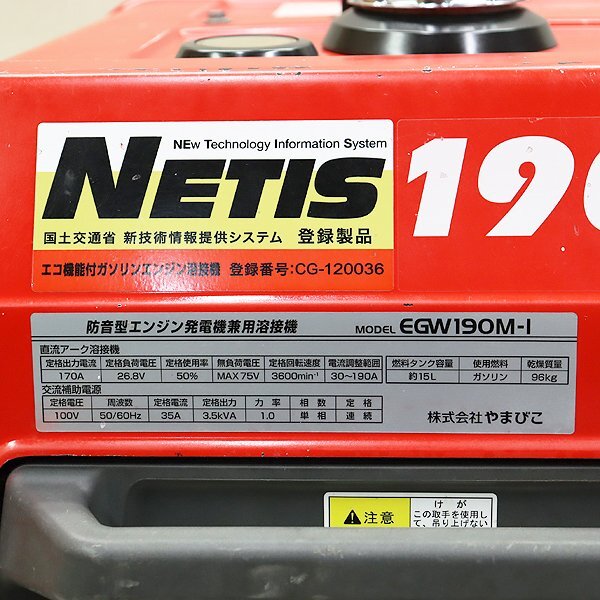 NEw Technology Information System
NETIS
国土交通省 新技術情報提供システム 登録製品
エコ機能付ガソリンエンジン溶接機 登録番号:CG-120036
190
防音型エンジン発電機兼用溶接機 MODEL EGW190M-I
直流アーク溶接機
定格出力電流 定格負荷電圧 定格使用率 無負荷電圧 定格回転速度 電流調整範囲 燃料タンク容量 使用燃料 乾燥質量
170A 26.8V 50% MAX75V 3600min⁻¹ 30~190A 約15L ガソリン 96kg
交流補助電源
定格電圧 周波数 定格電流 定格出力 力率 相数 定格
100V 50/60Hz 35A 3.5kVA 1.0 単相 連続
株式会社やまびこ
注意
けが
この取手を使用し
て、吊り上げない